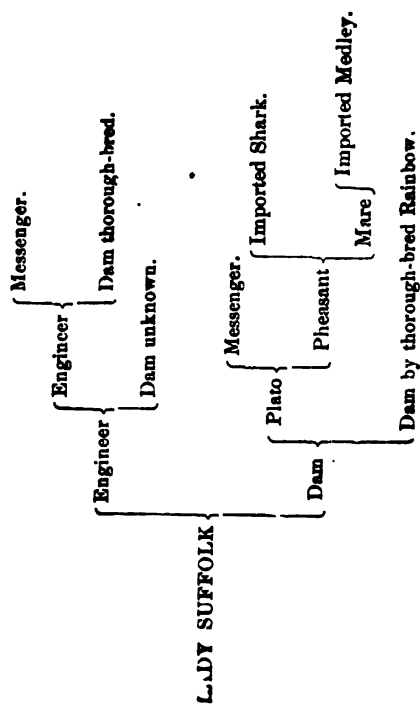 Messenger.
Engineer
Dam thorough-bred.
Engineer
Dam unknown.
LADY SUFFOLK
Messenger.
Plato
Imported Shark.
Pheasant
Mare
Imported Medley.
Dam
Dam by thorough-bred Rainbow.